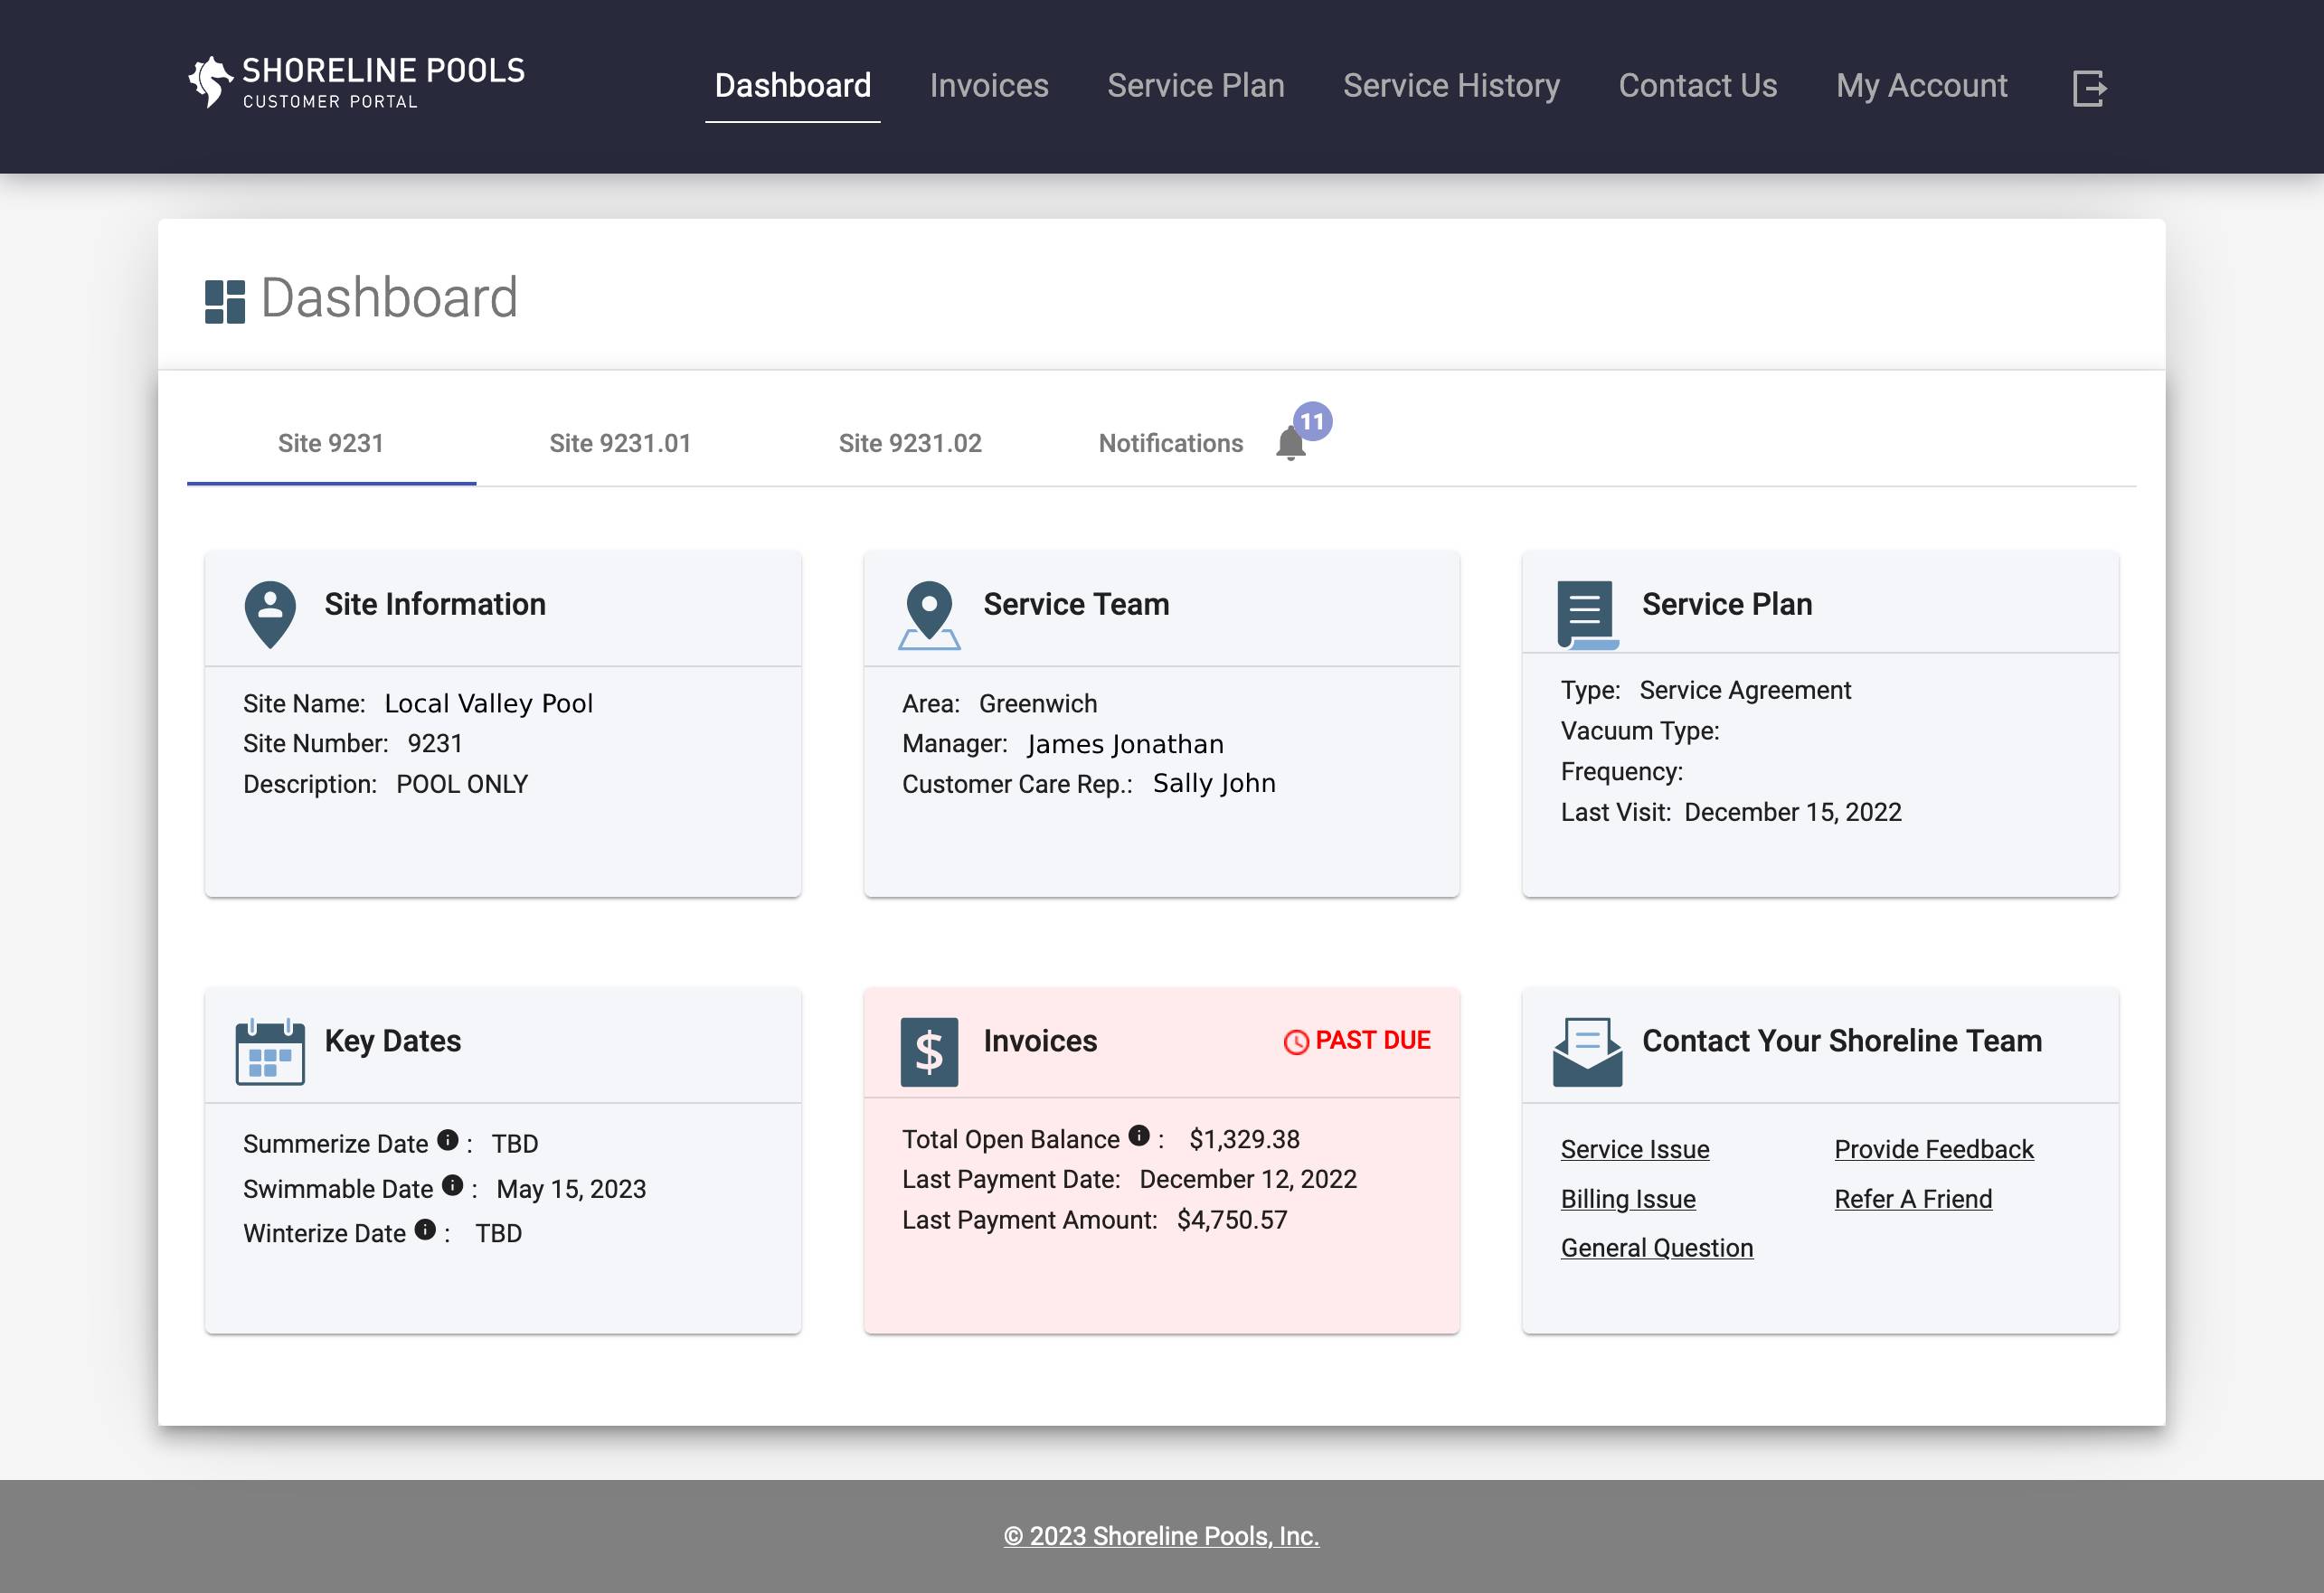 SHORELINE POOLS
CUSTOMER PORTAL
Dashboard Invoices Service Plan Service History Contact Us My Account
Dashboard
Site 9231 Site 9231.01 Site 9231.02 Notifications 11
Site Information
Site Name: Local Valley Pool
Site Number: 9231
Description: POOL ONLY
Service Team
Area: Greenwich
Manager: James Jonathan
Customer Care Rep.: Sally John
Service Plan
Type: Service Agreement
Vacuum Type:
Frequency:
Last Visit: December 15, 2022
Key Dates
Summerize Date i : TBD
Swimmable Date i : May 15, 2023
Winterize Date i : TBD
$ Invoices PAST DUE
Total Open Balance i : $1,329.38
Last Payment Date: December 12, 2022
Last Payment Amount: $4,750.57
Contact Your Shoreline Team
Service Issue Provide Feedback
Billing Issue Refer A Friend
General Question
© 2023 Shoreline Pools, Inc.